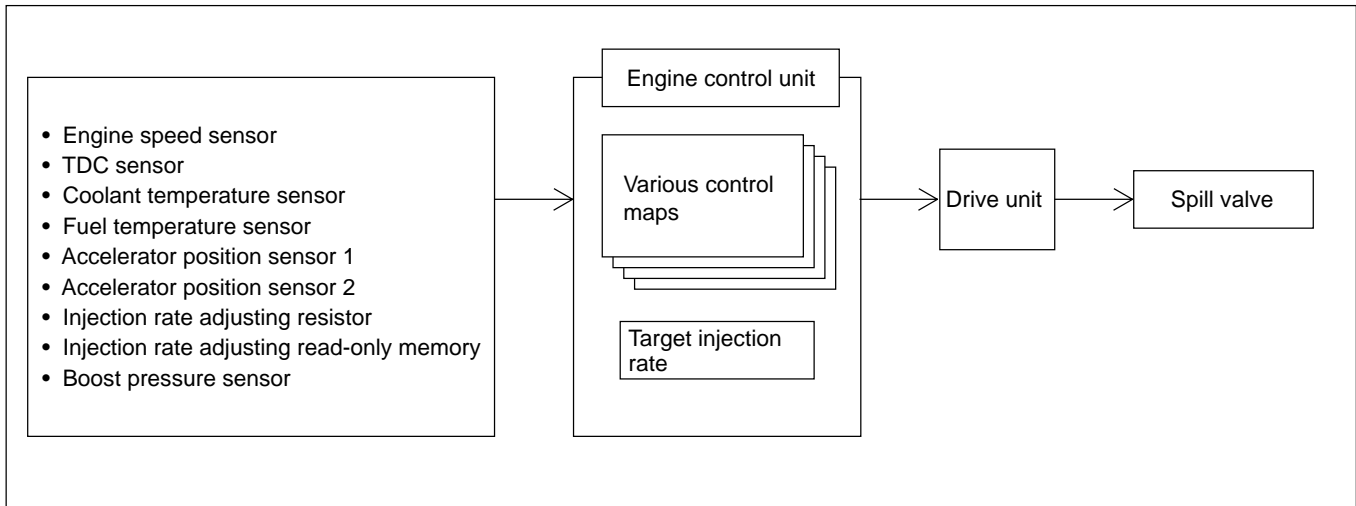 • Engine speed sensor
• TDC sensor
• Coolant temperature sensor
• Fuel temperature sensor
• Accelerator position sensor 1
• Accelerator position sensor 2
• Injection rate adjusting resistor
• Injection rate adjusting read-only memory
• Boost pressure sensor
Engine control unit
Various control
maps
Target injection
rate
Drive unit
Spill valve